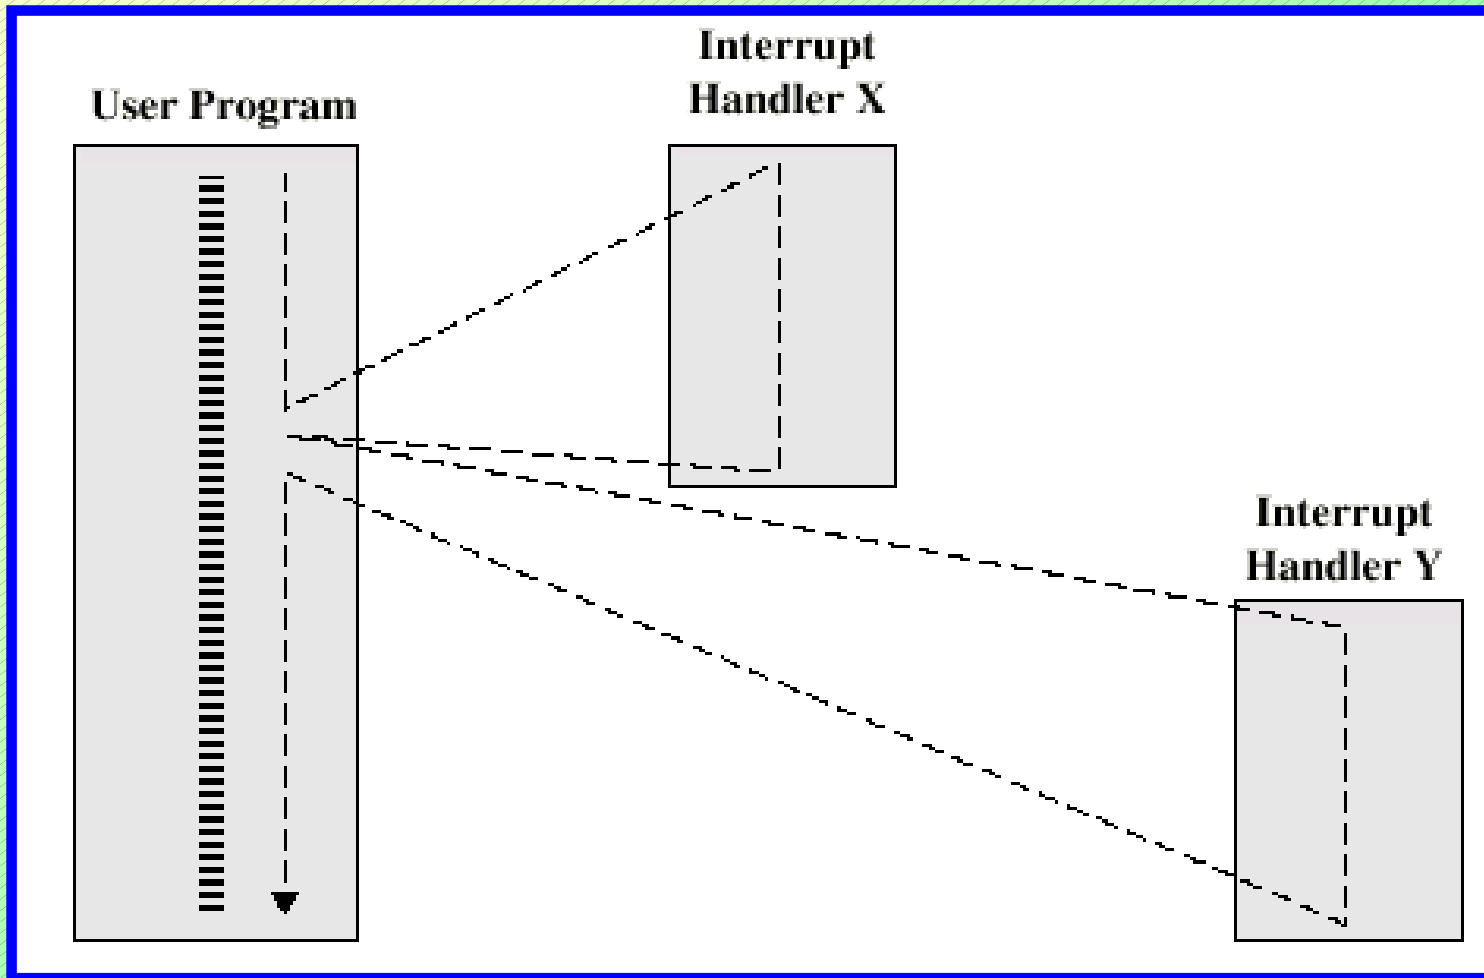 User Program
Interrupt
Handler X
Interrupt
Handler Y